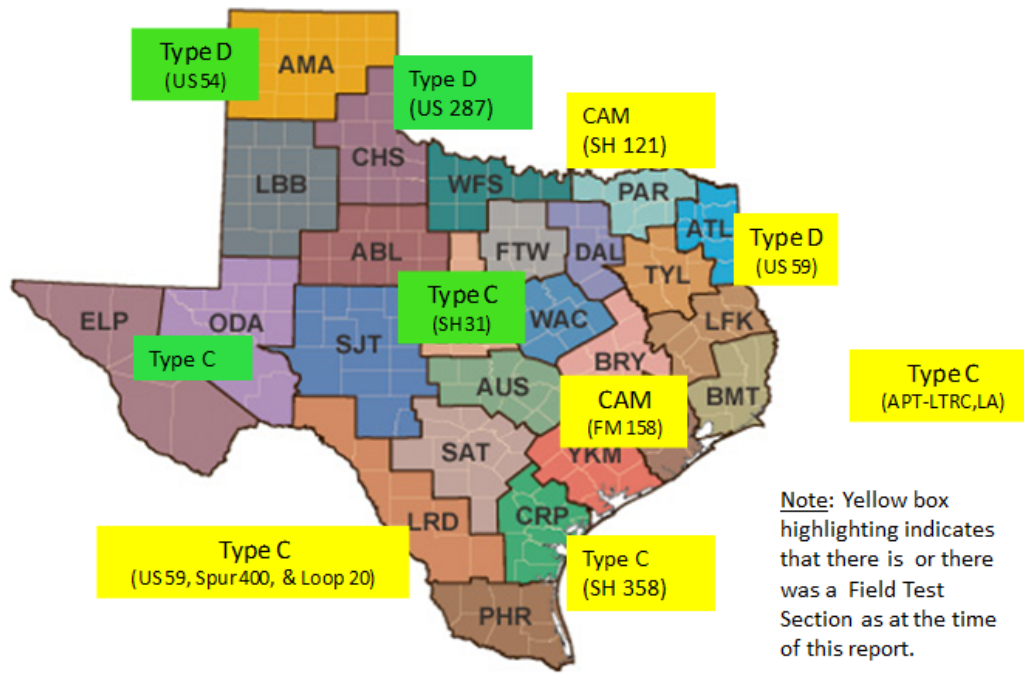 Type D
(US 54)
AMA
Type D
(US 287)
CAM
(SH 121)
CHS
LBB
WFS
PAR
ATL
Type D
(US 59)
ABL
FTW
DAL
TYL
Type C
(SH 31)
ELP
ODA
SJT
WAC
LFK
Type C
BRY
AUS
BMT
Type C
(APT-LTRC,LA)
CAM
(FM 158)
SAT
YKM
LRD
CRP
Type C
(US 59, Spur 400, & Loop 20)
Type C
(SH 358)
PHR
Note: Yellow box
highlighting indicates
that there is or there
was a Field Test
Section as at the time
of this report.